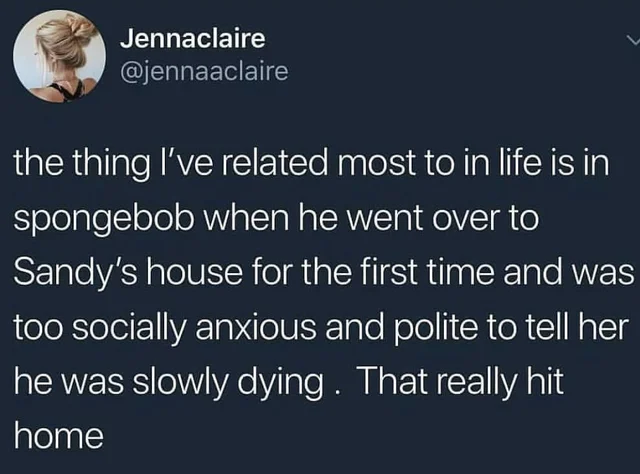 Jennaclaire
@jennaaclaire
the thing I've related most to in life is in
spongebob when he went over to
Sandy's house for the first time and was
too socially anxious and polite to tell her
he was slowly dying .  That really hit
home